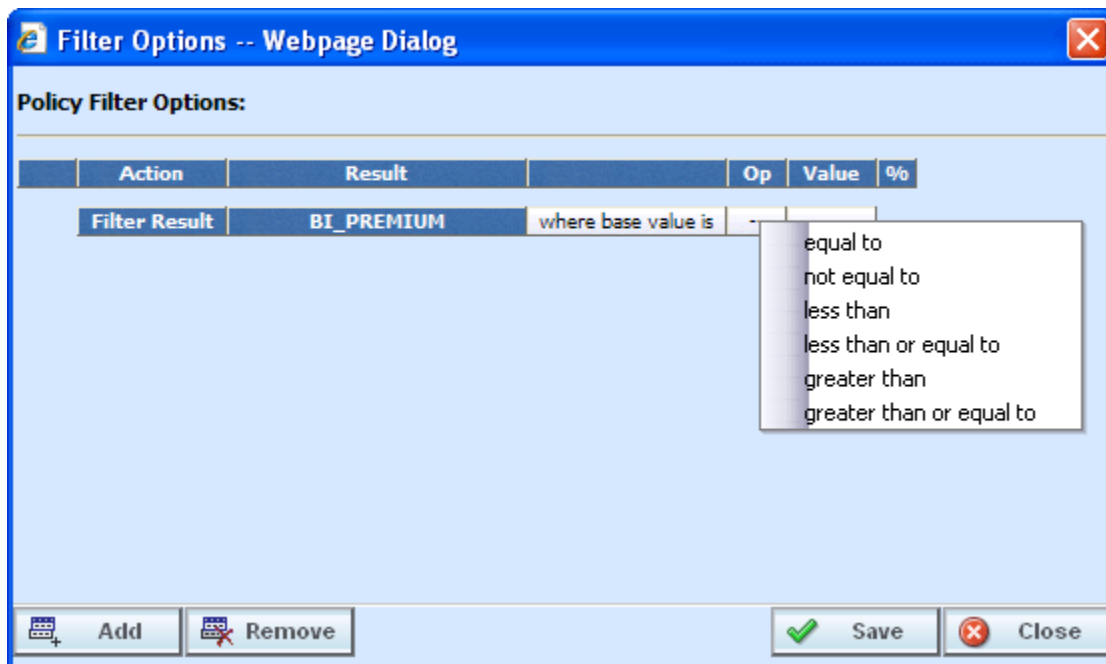 Filter Options -- Webpage Dialog
Policy Filter Options:
Action Result Op Value %
Filter Result BI_PREMIUM where base value is
equal to
not equal to
less than
less than or equal to
greater than
greater than or equal to
Add Remove Save Close